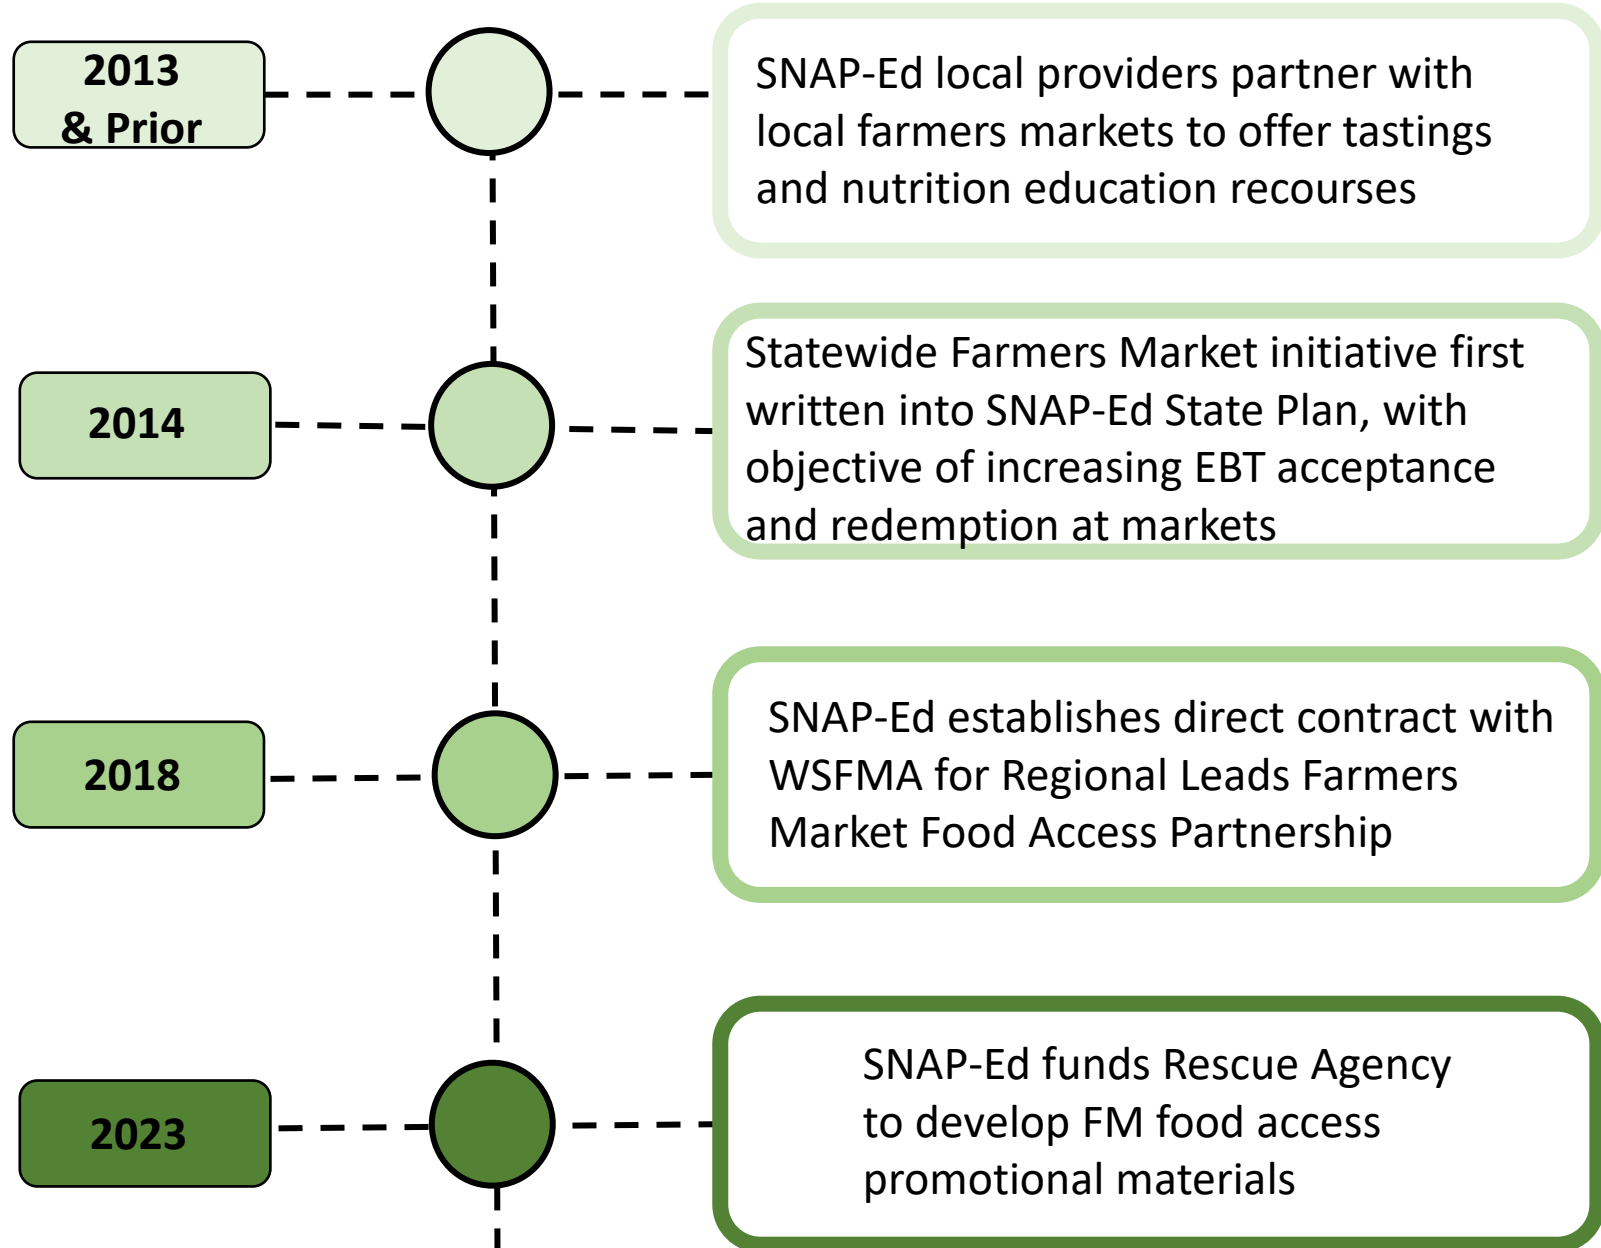 2013
& Prior
SNAP-Ed local providers partner with
local farmers markets to offer tastings
and nutrition education recourses
2014
Statewide Farmers Market initiative first
written into SNAP-Ed State Plan, with
objective of increasing EBT acceptance
and redemption at markets
2018
SNAP-Ed establishes direct contract with
WSFMA for Regional Leads Farmers
Market Food Access Partnership
2023
SNAP-Ed funds Rescue Agency
to develop FM food access
promotional materials